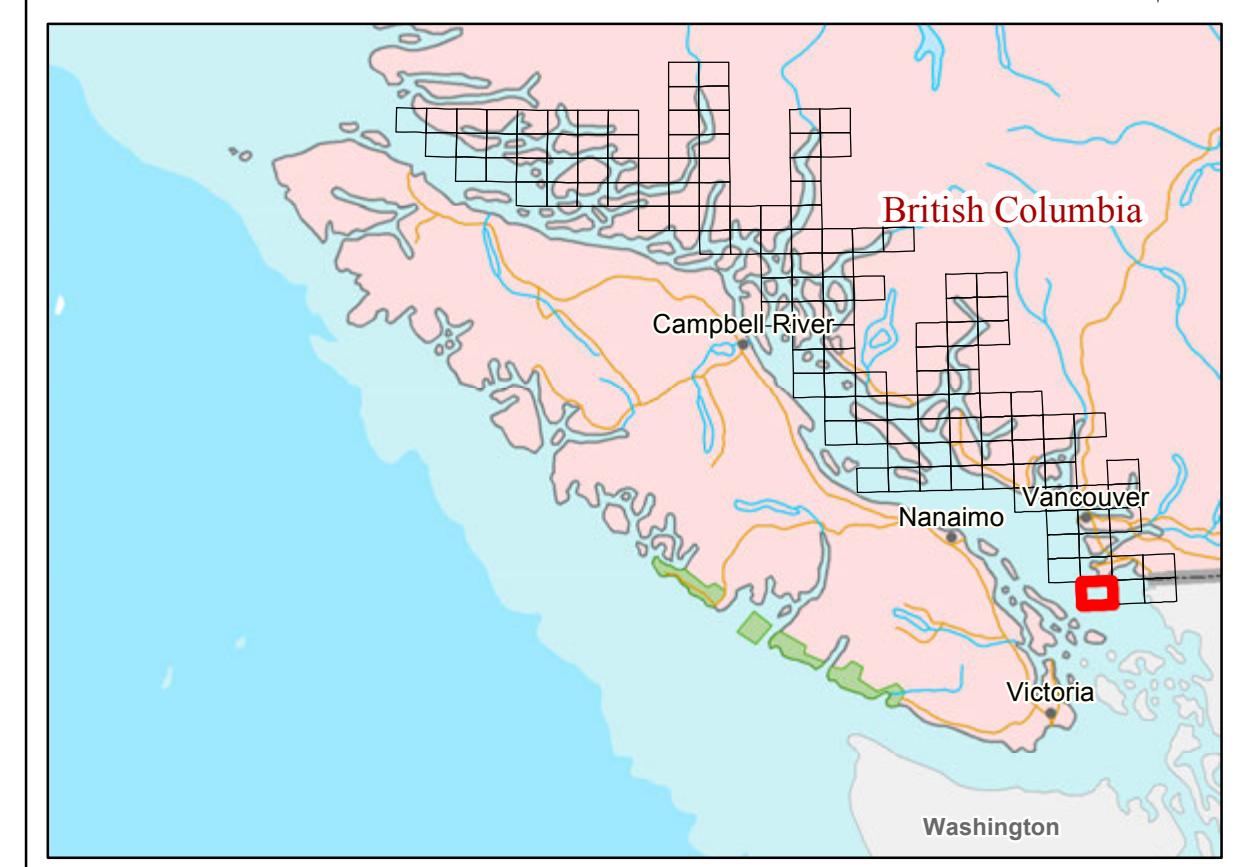 British Columbia
Campbell River
Vancouver
Nanaimo
Victoria
Washington